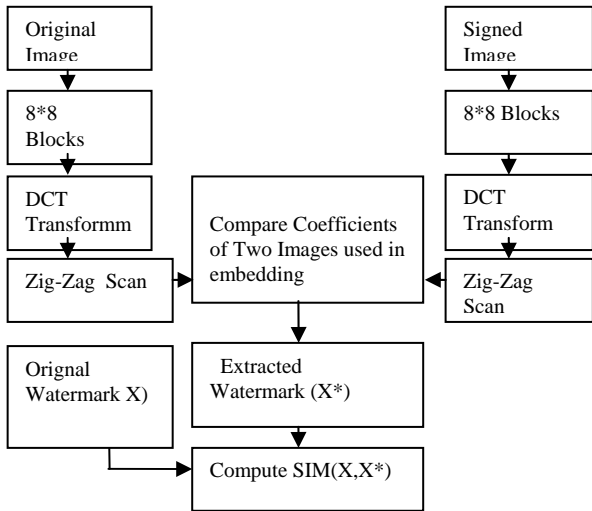 Original
Image
8*8
Blocks
DCT
Transformm
Zig-Zag Scan
Signed
Image
8*8 Blocks
DCT
Transform
Zig-Zag
Scan
Compare Coefficients
of Two Images used in
embedding
Extracted
Watermark (X*)
Orignal
Watermark X)
Compute SIM(X,X*)